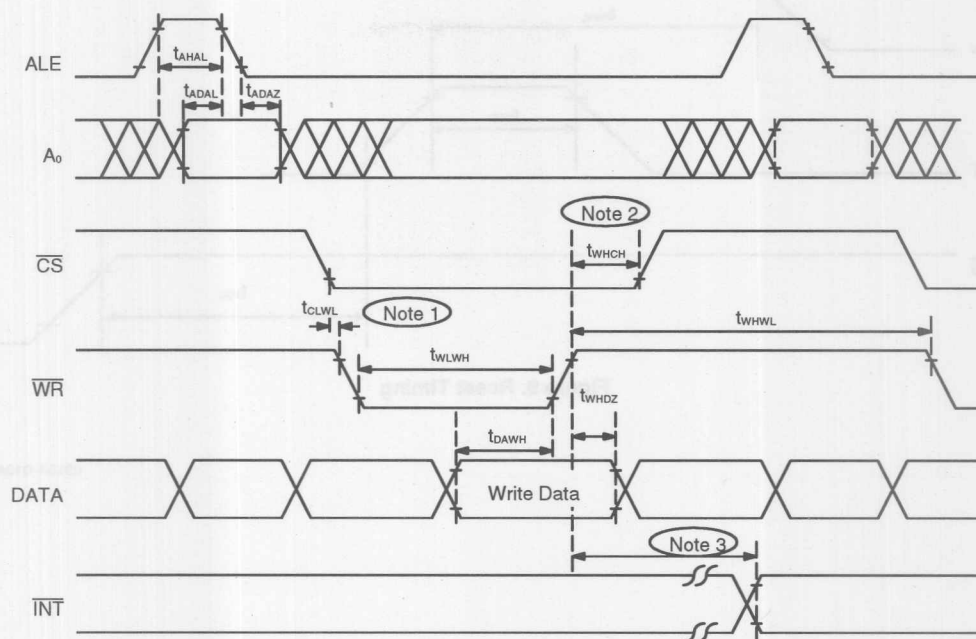 ALE
tAHAL
tADAL tADAZ
A0
Note 2
CS
tWHCH
tCLWL Note 1
tWHWL
WR
tWLWH
tWHDZ
tDAWH
DATA
Write Data
Note 3
INT